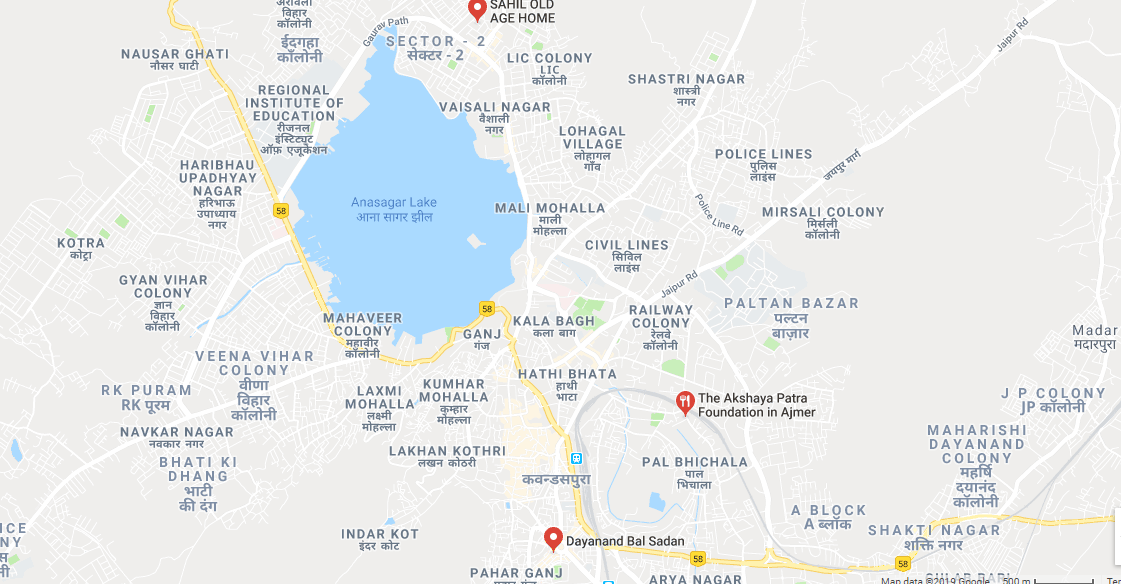 अरावली
विहार
कॉलोनी
SAHIL OLD
AGE HOME
Gaurav Path
ईदगाह
कॉलोनी
SECTOR - 2
सेक्टर - 2
Jaipur Rd
NAUSAR GHATI
नौसर घाटी
LIC COLONY
LIC
कॉलोनी
SHASTRI NAGAR
शास्त्री
नगर
REGIONAL
INSTITUTE OF
EDUCATION
रीजनल
इंस्टिट्यूट
ऑफ़ एजूकेशन
VAISALI NAGAR
वैशाली
नगर
LOHAGAL
VILLAGE
लोहागल
गाँव
POLICE LINES
पुलिस
लाइंस
जयपुर मार्ग
HARIBHAU
UPADHYAY
NAGAR
हरिभाऊ
उपाध्याय
नगर
Anasagar Lake
आना सागर झील
MALI MOHALLA
माली
मोहल्ला
Police Line Rd
MIRSALI COLONY
मिर्सली
कॉलोनी
58
KOTRA
कोट्रा
CIVIL LINES
सिविल
लाइंस
GYAN VIHAR
COLONY
ज्ञान
विहार
कॉलोनी
Jaipur Rd
PALTAN BAZAR
पल्टन
बाज़ार
58
MAHAVEER
COLONY
महावीर
कॉलोनी
GANJ
गंज
KALA BAGH
कला बाग
RAILWAY
COLONY
रेलवे
कॉलोनी
Madar
मदारपुरा
VEENA VIHAR
COLONY
वीणा
विहार
कॉलोनी
RK PURAM
RK पूरम
LAXMI
MOHALLA
लक्ष्मी
मोहल्ला
KUMHAR
MOHALLA
कुम्हार
मोहल्ला
HATHI BHATA
हाथी
भाटा
The Akshaya Patra
Foundation in Ajmer
J P COLONY
JP कॉलोनी
NAVKAR NAGAR
नवकार नगर
MAHARISHI
DAYANAND
COLONY
महर्षि
दयानंद
कॉलोनी
BHATI KI
DHANG
भाटी
की दंग
LAKHAN KOTHRI
लखन कोठरी
कवन्डसपुरा
PAL BHICHALA
पाल
भिचाला
A BLOCK
A ब्लॉक
SHAKTI NAGAR
शक्ति नगर
ICE
NY
INDAR KOT
इंदर कोट
Dayanand Bal Sadan
58
58
PAHAR GANJ
ARYA NAGAR
Map data ©2019 Google
500 m